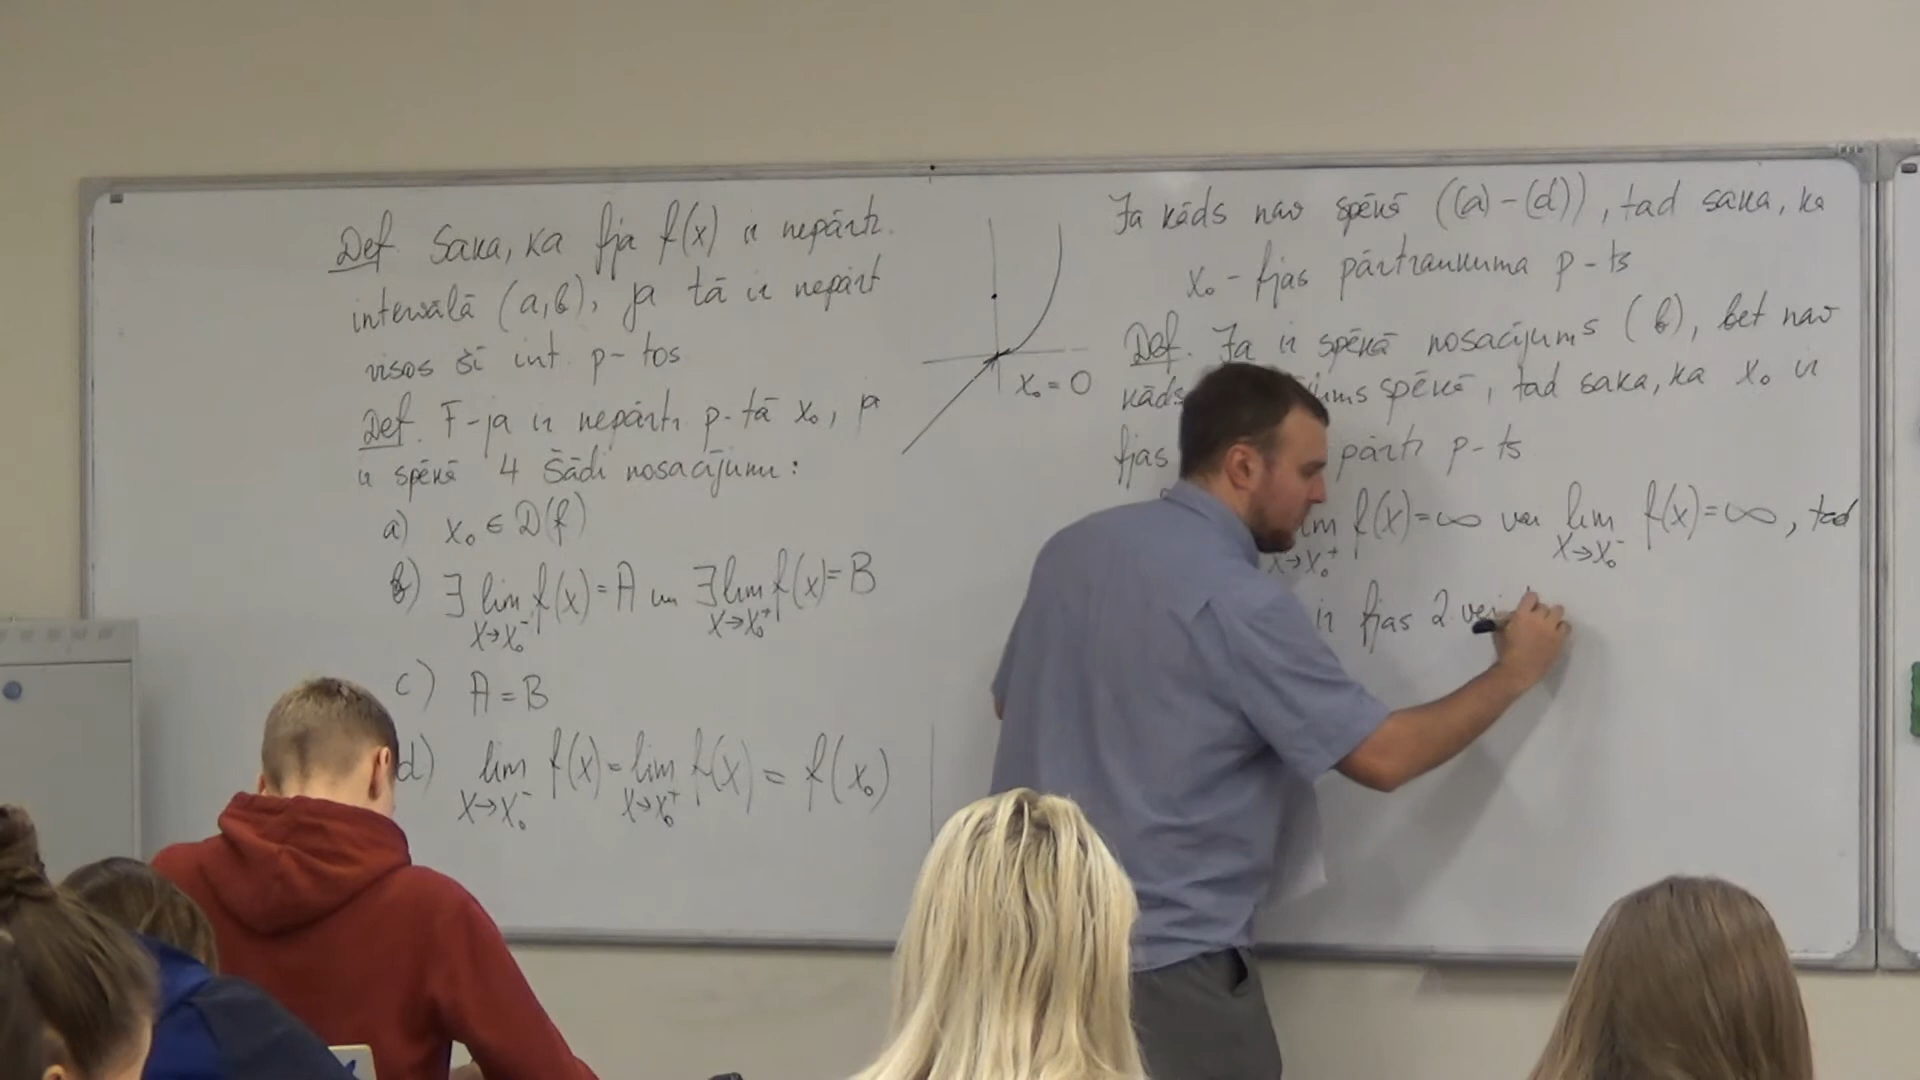 Def. Saka, ka fja f(x) ir nepārtr.
intervālā (a,b), ja tā ir nepārt
visos šī int. p-tos
Def. F-ja ir nepārtr p-tā x₀, ja
ir spēkā 4 šādi nosacījumi:
a) x₀ ∈ D(f)
b) ∃ lim f(x) = A un ∃ lim f(x) = B
x→x₀⁻ x→x₀⁺
c) A = B
d) lim f(x) = lim f(x) = f(x₀)
x→x₀⁻ x→x₀⁺
x₀ = 0
Ja kāds nav spēkā ((a)-(d)), tad saka, ka
x₀ - fjas pārtraukuma p-ts
Def. Ja ir spēkā nosacījums (b), bet nav
kāds spēkā, tad saka, ka x₀ ir
fjas pārtr p-ts
f(x)=∞ vai lim f(x)=∞, tad
x→x₀⁺ x→x₀⁻
ir fjas 2 vei